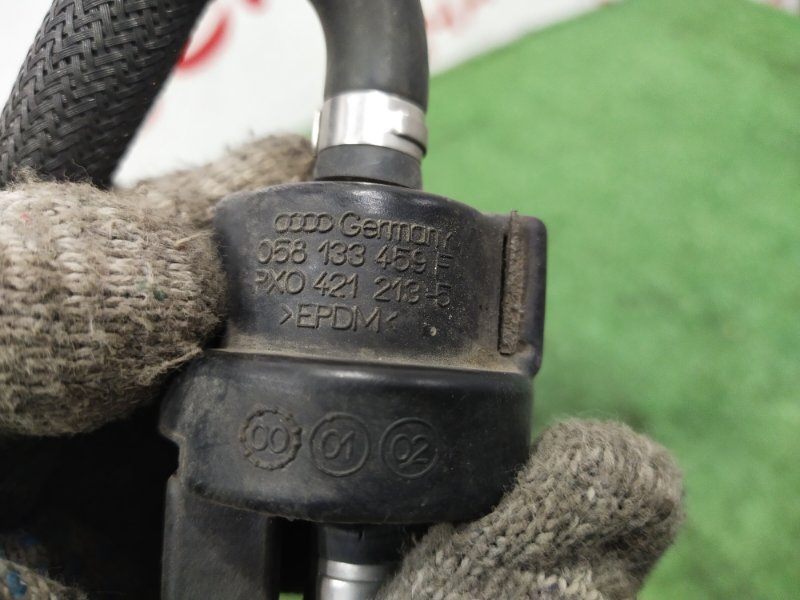 Germany
058 133 459 F
PXO 421 213-5
>EPDM<
00 01 02